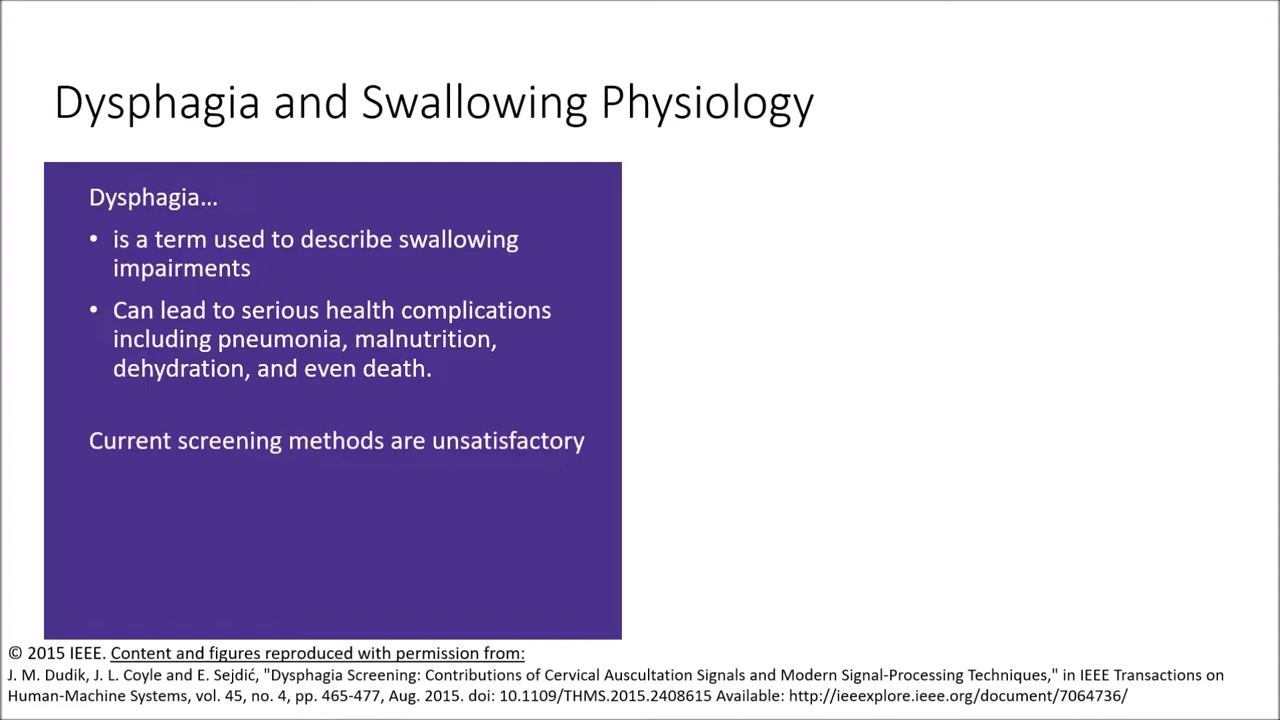 Dysphagia and Swallowing Physiology
Dysphagia...
• is a term used to describe swallowing
impairments
• Can lead to serious health complications
including pneumonia, malnutrition,
dehydration, and even death.
Current screening methods are unsatisfactory
© 2015 IEEE. Content and figures reproduced with permission from:
J. M. Dudik, J. L. Coyle and E. Sejdić, "Dysphagia Screening: Contributions of Cervical Auscultation Signals and Modern Signal-Processing Techniques," in IEEE Transactions on
Human-Machine Systems, vol. 45, no. 4, pp. 465-477, Aug. 2015. doi: 10.1109/THMS.2015.2408615 Available: http://ieeexplore.ieee.org/document/7064736/